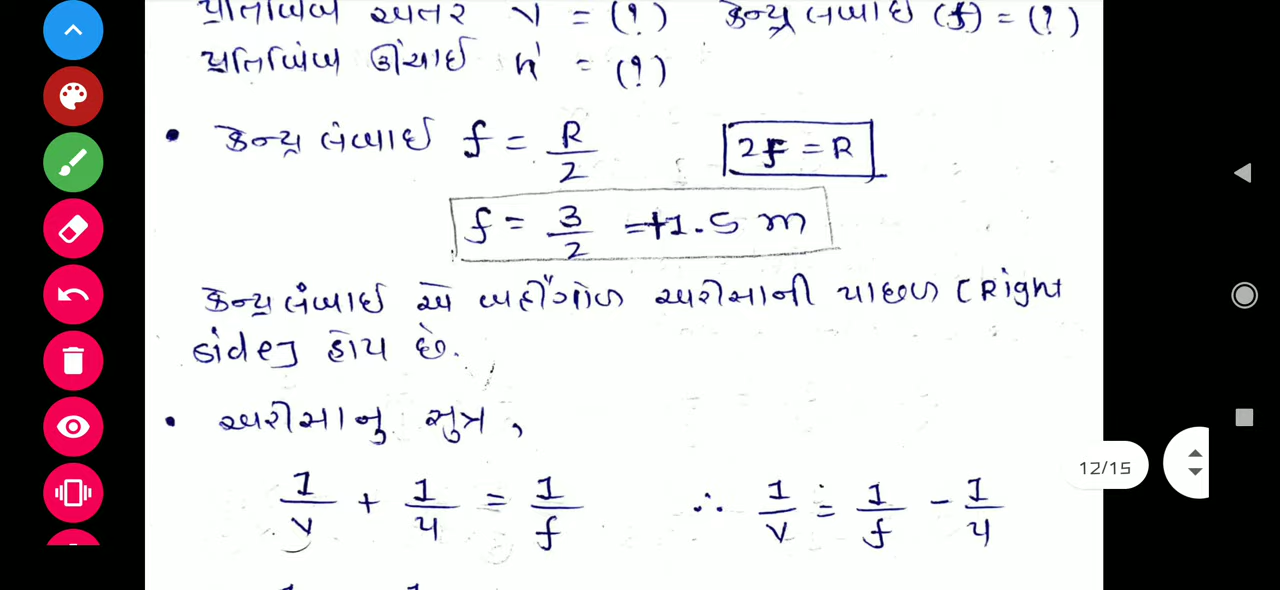 પ્રતિબિંબ અંતર v = (?) કેન્દ્ર લંબાઇ (f) = (?)
પ્રતિબિંબ ઊંચાઇ h' = (?)
• કેન્દ્ર લંબાઇ f = R/2 2f = R
f = 3/2 = +1.5 m
કેન્દ્ર લંબાઇ એ બહીર્ગોળ અરીસાની પાછળ (Right
side) હોય છે.
• અરીસાનુ સુત્ર,
1/v + 1/u = 1/f ∴ 1/v = 1/f - 1/u
12/15